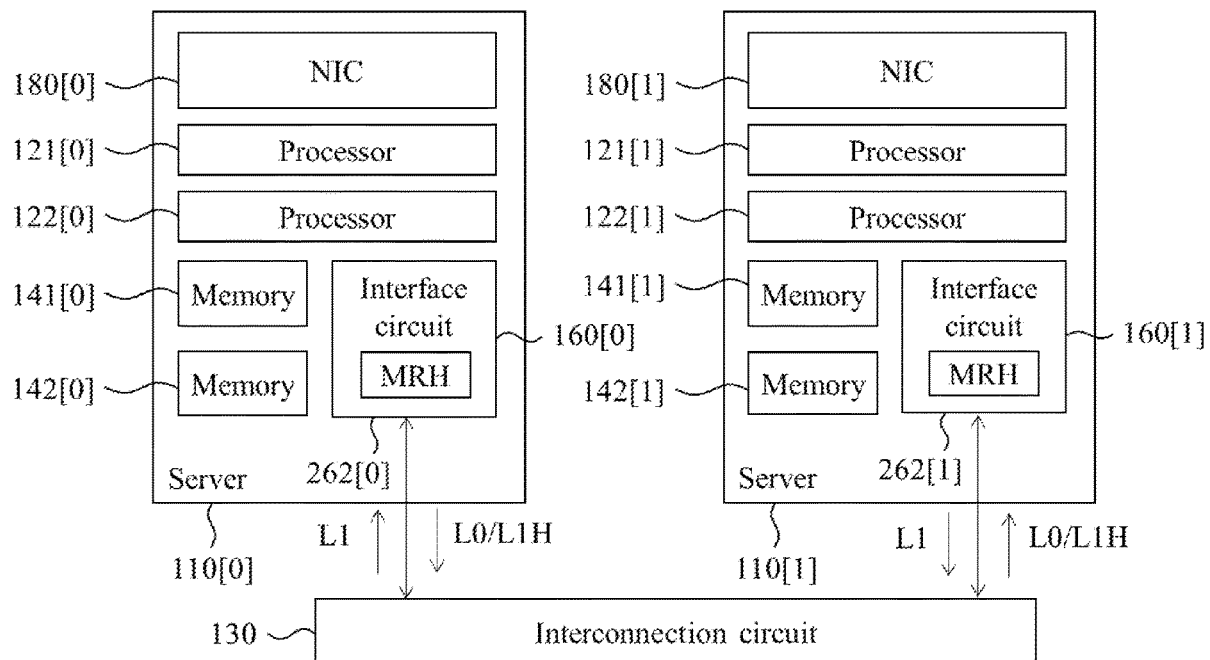 180[0]
NIC
180[1]
NIC
121[0]
Processor
121[1]
Processor
122[0]
Processor
122[1]
Processor
141[0]
Memory
Interface
circuit
MRH
160[0]
142[0]
Memory
141[1]
Memory
Interface
circuit
MRH
160[1]
142[1]
Memory
Server
262[0]
110[0]
L1
L0/L1H
Server
262[1]
110[1]
L1
L0/L1H
130
Interconnection circuit